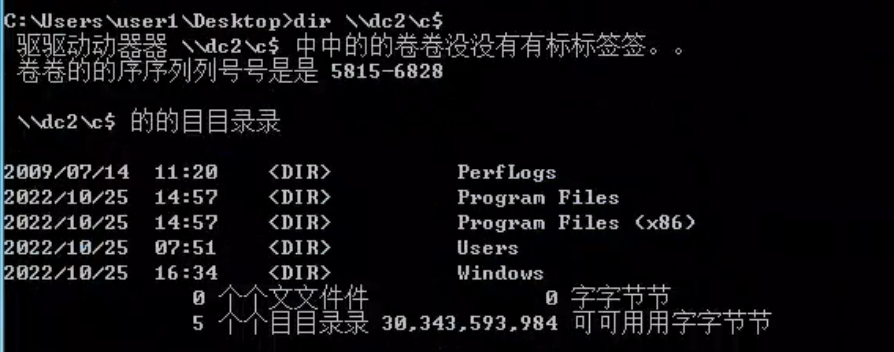 C:\Users\user1\Desktop>dir \\dc2\c$
驱驱动动器器 \\dc2\c$ 中中的的卷卷没没有有标标签签。。
卷卷的的序序列列号号是是 5815-6828
\\dc2\c$ 的的目目录录
2009/07/14  11:20    <DIR>          PerfLogs
2022/10/25  14:57    <DIR>          Program Files
2022/10/25  14:57    <DIR>          Program Files (x86)
2022/10/25  07:51    <DIR>          Users
2022/10/25  16:34    <DIR>          Windows
0 个个文文件件              0 字字节节
5 个个目目录录 30,343,593,984 可可用用字字节节